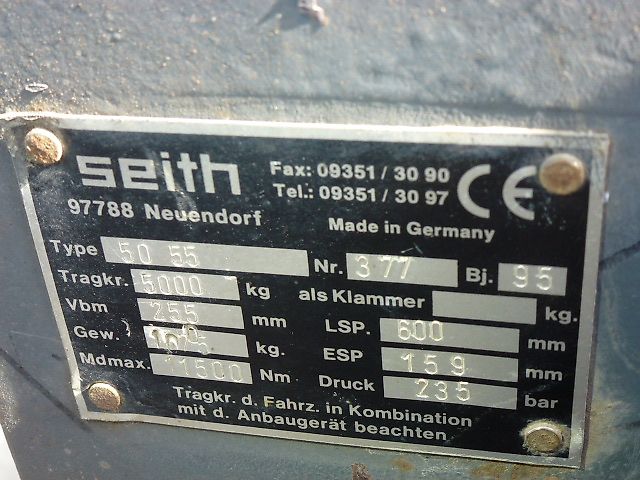 seith
Fax: 09351 / 30 90
Tel.: 09351 / 30 97
CE
97788 Neuendorf
Made in Germany
Type 50 55 Nr. 377 Bj. 95
Tragkr. 5000 kg als Klammer kg.
Vbm 255 mm LSP. 600 mm
Gew. kg. ESP 159 mm
Mdmax. 11500 Nm Druck 235 bar
Tragkr. d. Fahrz. in Kombination
mit d. Anbaugerät beachten